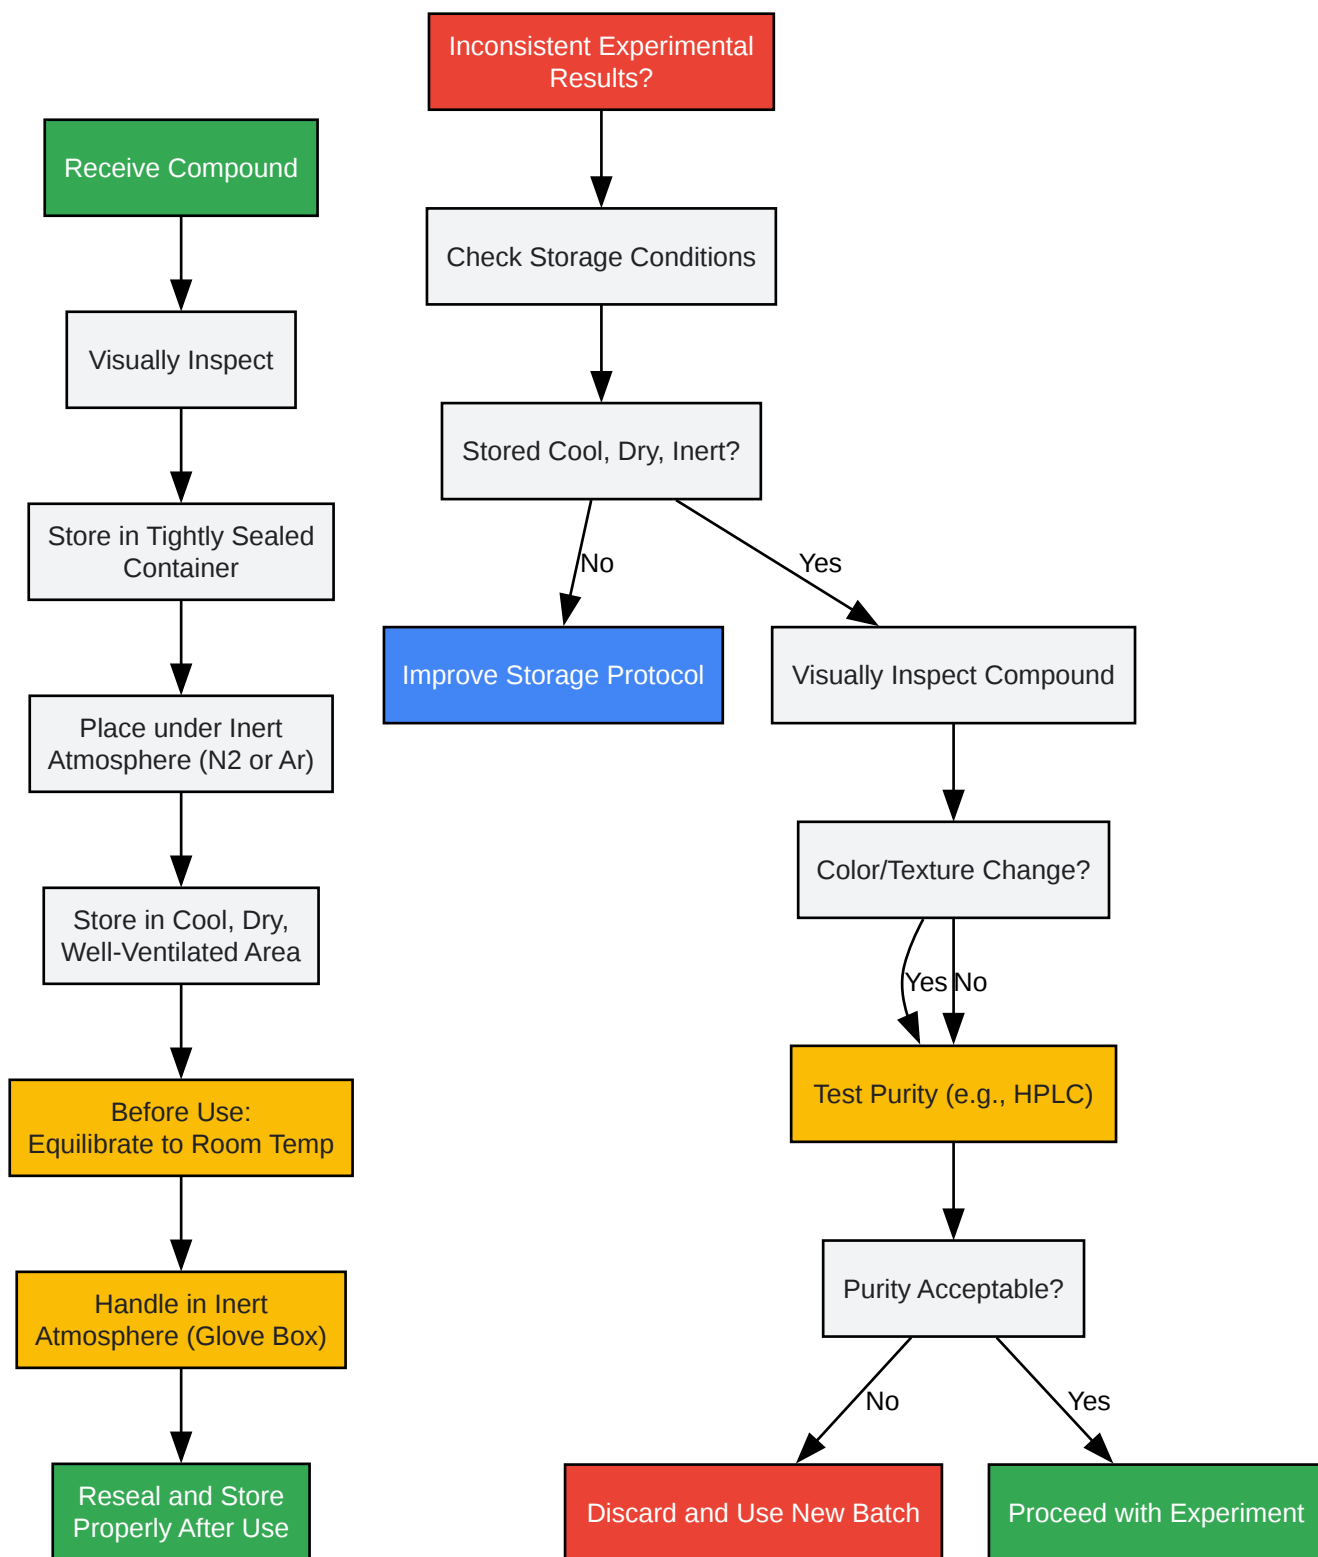 Receive Compound
Visually Inspect
Store in Tightly Sealed
Container
Place under Inert
Atmosphere (N2 or Ar)
Store in Cool, Dry,
Well-Ventilated Area
Before Use:
Equilibrate to Room Temp
Handle in Inert
Atmosphere (Glove Box)
Reseal and Store
Properly After Use
Inconsistent Experimental
Results?
Check Storage Conditions
Stored Cool, Dry, Inert?
No
Yes
Improve Storage Protocol
Visually Inspect Compound
Color/Texture Change?
Yes
No
Test Purity (e.g., HPLC)
Purity Acceptable?
No
Yes
Discard and Use New Batch
Proceed with Experiment